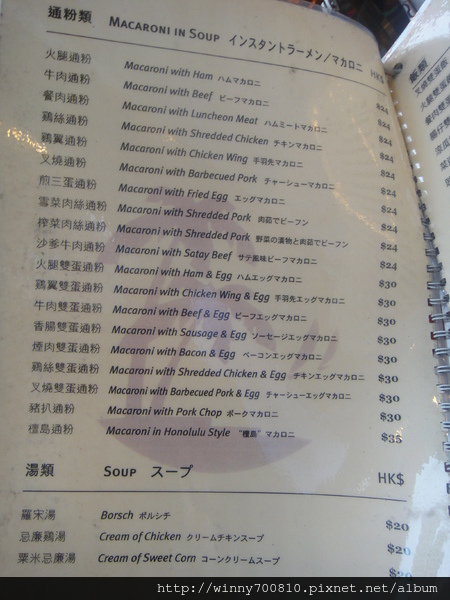 通粉類 MACARONI IN SOUP インスタントラーメン/マカロニ HK$
火腿通粉 Macaroni with Ham ハムマカロニ $24
牛肉通粉 Macaroni with Beef ビーフマカロニ $24
餐肉通粉 Macaroni with Luncheon Meat ハムミートマカロニ $24
鷄絲通粉 Macaroni with Shredded Chicken チキンマカロニ $24
鷄翼通粉 Macaroni with Chicken Wing 手羽先マカロニ $24
叉燒通粉 Macaroni with Barbecued Pork チャーシューマカロニ $24
煎三蛋通粉 Macaroni with Fried Egg エッグマカロニ $24
雪菜肉絲通粉 Macaroni with Shredded Pork 肉茹でビーフン $24
榨菜肉絲通粉 Macaroni with Shredded Pork 野菜の漬物と肉茹でビーフン $24
沙爹牛肉通粉 Macaroni with Satay Beef サテ風味ビーフマカロニ $24
火腿雙蛋通粉 Macaroni with Ham & Egg ハムエッグマカロニ $30
鷄翼雙蛋通粉 Macaroni with Chicken Wing & Egg 手羽先エッグマカロニ $30
牛肉雙蛋通粉 Macaroni with Beef & Egg ビーフエッグマカロニ $30
香腸雙蛋通粉 Macaroni with Sausage & Egg ソーセージエッグマカロニ $30
煙肉雙蛋通粉 Macaroni with Bacon & Egg ベーコンエッグマカロニ $30
鷄絲雙蛋通粉 Macaroni with Shredded Chicken & Egg チキンエッグマカロニ $30
叉燒雙蛋通粉 Macaroni with Barbecued Pork & Egg チャーシューエッグマカロニ $30
豬扒通粉 Macaroni with Pork Chop ポークマカロニ $30
檀島通粉 Macaroni in Honolulu Style “檀島”マカロニ $35
湯類 SOUP スープ HK$
羅宋湯 Borsch ボルシチ $20
忌廉鷄湯 Cream of Chicken クリームチキンスープ $20
粟米忌廉湯 Cream of Sweet Corn コーンクリームスープ $20
http://winny700810.pixnet.net/album